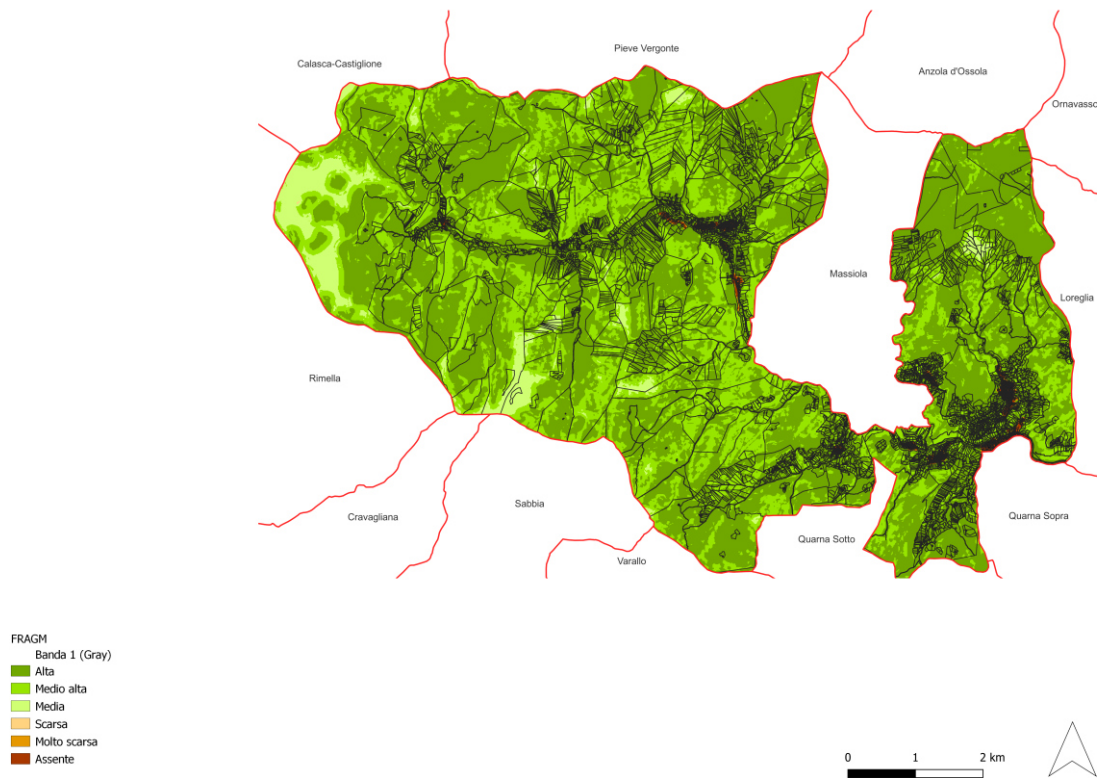 Pieve Vergonte
Calasca-Castiglione
Anzola d'Ossola
Ornavasso
Massiola
Loreglia
Rimella
Sabbia
Cravagliana
Quarna Sopra
Quarna Sotto
Varallo
FRAGM
Banda 1 (Gray)
Alta
Medio alta
Media
Scarsa
Molto scarsa
Assente
0 1 2 km